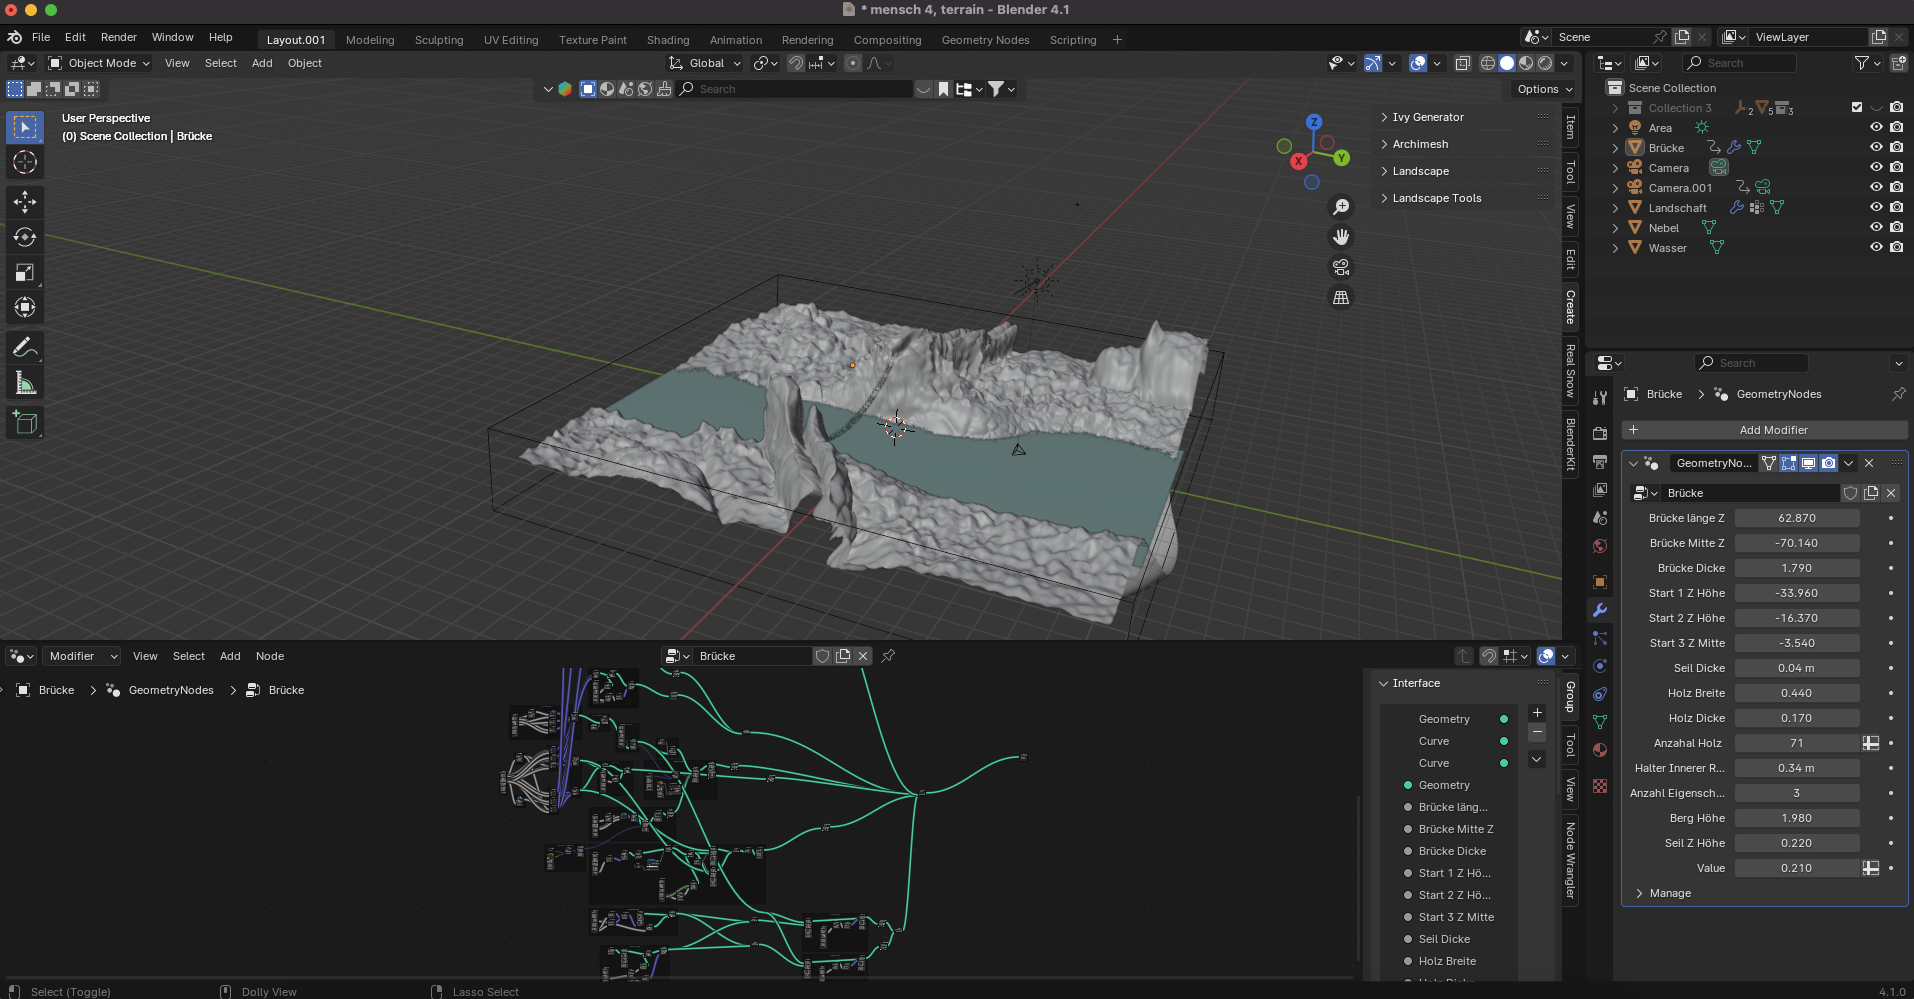 * mensch 4, terrain - Blender 4.1
File Edit Render Window Help Layout.001 Modeling Sculpting UV Editing Texture Paint Shading Animation Rendering Compositing Geometry Nodes Scripting + Scene ViewLayer
Object Mode View Select Add Object Global Search
Search Options
User Perspective
(0) Scene Collection | Brücke
Z
X
Y
Ivy Generator
Archimesh
Landscape
Landscape Tools
Item
Tool
View
Edit
Create
Real Snow
BlenderKit
Scene Collection
Collection 3 2 5 3
Area
Brücke
Camera
Camera.001
Landschaft
Nebel
Wasser
Search
Brücke GeometryNodes
Add Modifier
GeometryNo...
Brücke
Brücke länge Z 62.870
Brücke Mitte Z -70.140
Brücke Dicke 1.790
Start 1 Z Höhe -33.960
Start 2 Z Höhe -16.370
Start 3 Z Mitte -3.540
Seil Dicke 0.04 m
Holz Breite 0.440
Holz Dicke 0.170
Anzahal Holz 71
Halter Innerer R... 0.34 m
Anzahl Eigensch... 3
Berg Höhe 1.980
Seil Z Höhe 0.220
Value 0.210
Manage
Modifier View Select Add Node Brücke
Brücke GeometryNodes Brücke
Interface
Geometry
Curve
Curve
Geometry
Brücke läng...
Brücke Mitte Z
Brücke Dicke
Start 1 Z Hö...
Start 2 Z Hö...
Start 3 Z Mitte
Seil Dicke
Holz Breite
Group
Tool
View
Node Wrangler
Select (Toggle) Dolly View Lasso Select 4.1.0